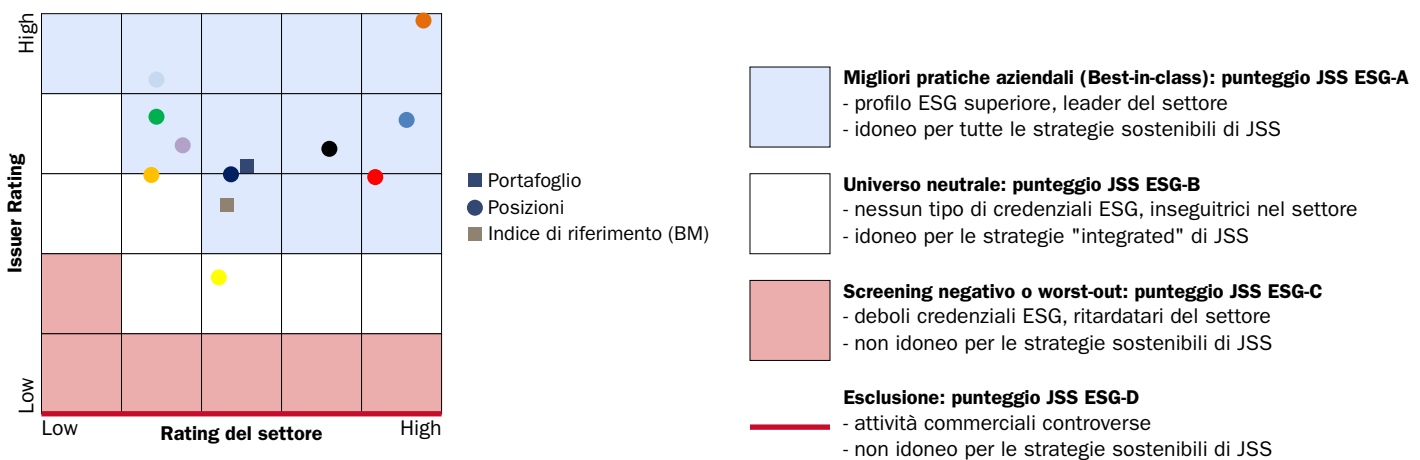 High
Issuer Rating
Low
Low
Rating del settore
High
Portafoglio
Posizioni
Indice di riferimento (BM)
Migliori pratiche aziendali (Best-in-class): punteggio JSS ESG-A
- profilo ESG superiore, leader del settore
- idoneo per tutte le strategie sostenibili di JSS
Universo neutrale: punteggio JSS ESG-B
- nessun tipo di credenziali ESG, inseguitrici nel settore
- idoneo per le strategie "integrated" di JSS
Screening negativo o worst-out: punteggio JSS ESG-C
- deboli credenziali ESG, ritardatari del settore
- non idoneo per le strategie sostenibili di JSS
Esclusione: punteggio JSS ESG-D
- attività commerciali controverse
- non idoneo per le strategie sostenibili di JSS